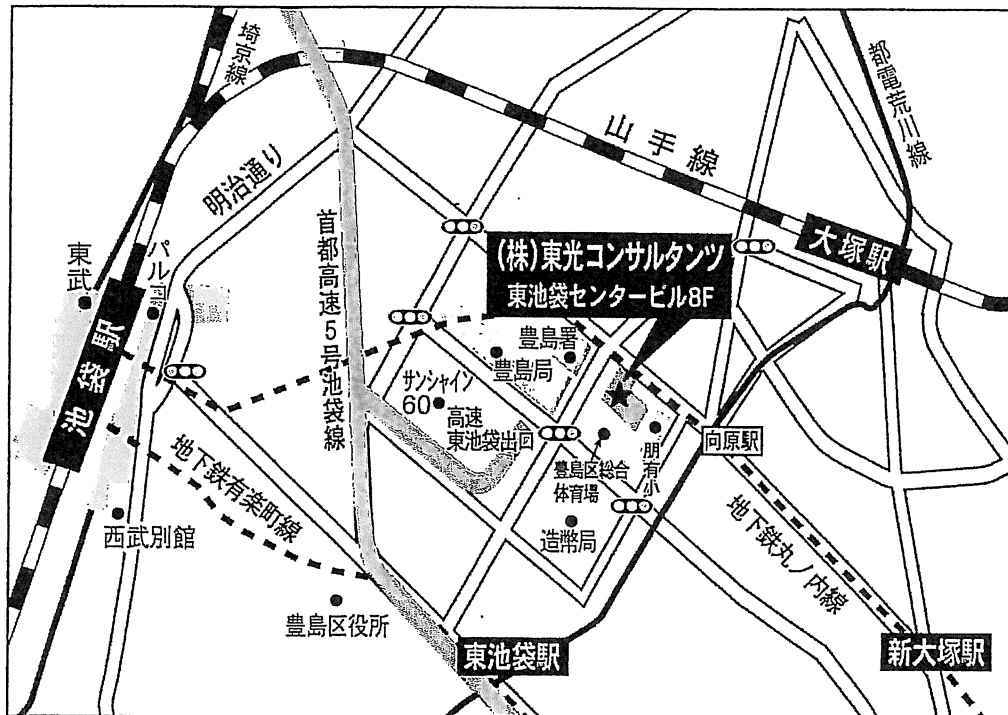 埼京線
都電荒川線
山手線
明治通り
首都高速5号池袋線
(株)東光コンサルタンツ
東池袋センタービル8F
大塚駅
東武
パルコ
池袋駅
豊島署
豊島局
サンシャイン
60
高速
東池袋出口
豊島区総合
体育場
朋有小
向原駅
造幣局
地下鉄有楽町線
西武別館
地下鉄丸ノ内線
豊島区役所
東池袋駅
新大塚駅